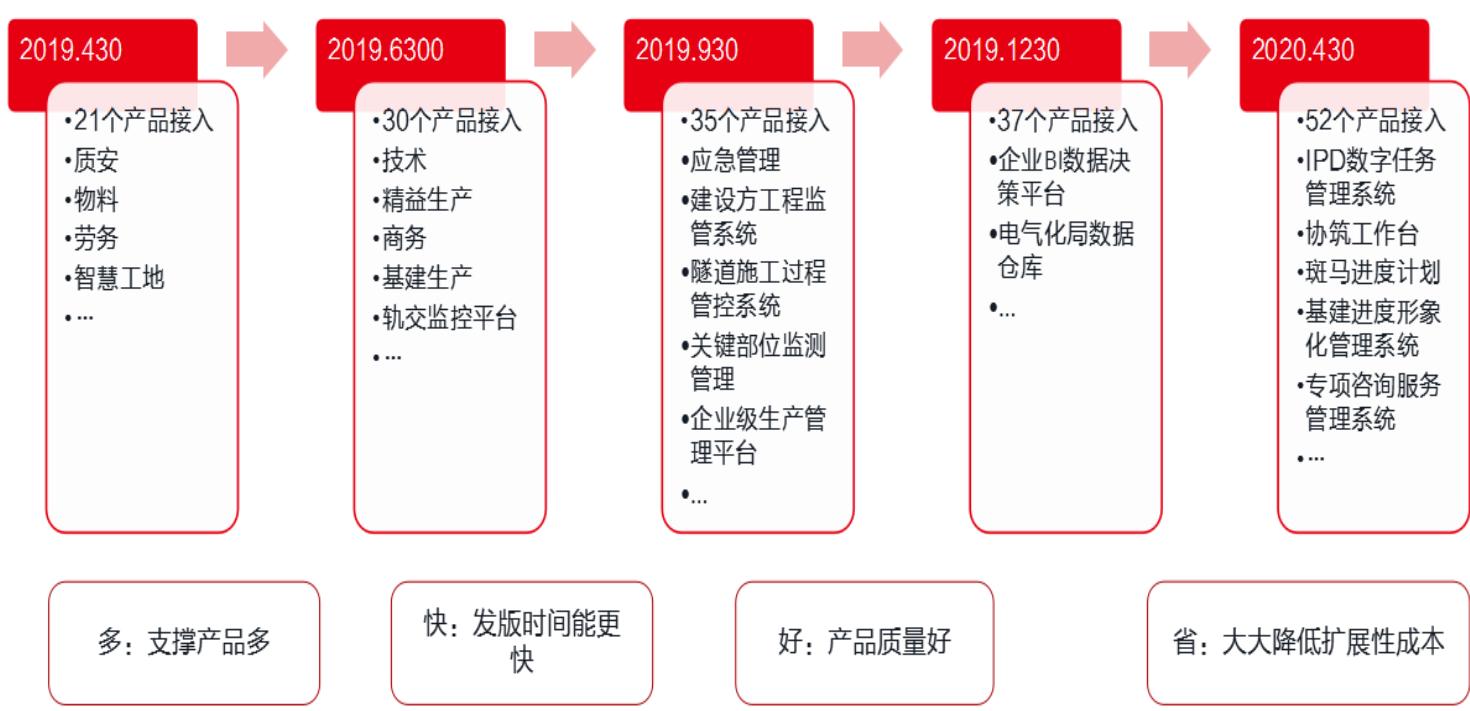 2019.430
•21个产品接入
•质安
•物料
•劳务
•智慧工地
•...
2019.6300
•30个产品接入
•技术
•精益生产
•商务
•基建生产
•轨交监控平台
•...
2019.930
•35个产品接入
•应急管理
•建设方工程监
管系统
•隧道施工过程
管控系统
•关键部位监测
管理
•企业级生产管
理平台
•...
2019.1230
•37个产品接入
•企业BI数据决
策平台
•电气化局数据
仓库
•...
2020.430
•52个产品接入
•IPD数字任务
管理系统
•协筑工作台
•斑马进度计划
•基建进度形象
化管理系统
•专项咨询服务
管理系统
•...
多：支撑产品多
快：发版时间能更
快
好：产品质量好
省：大大降低扩展性成本